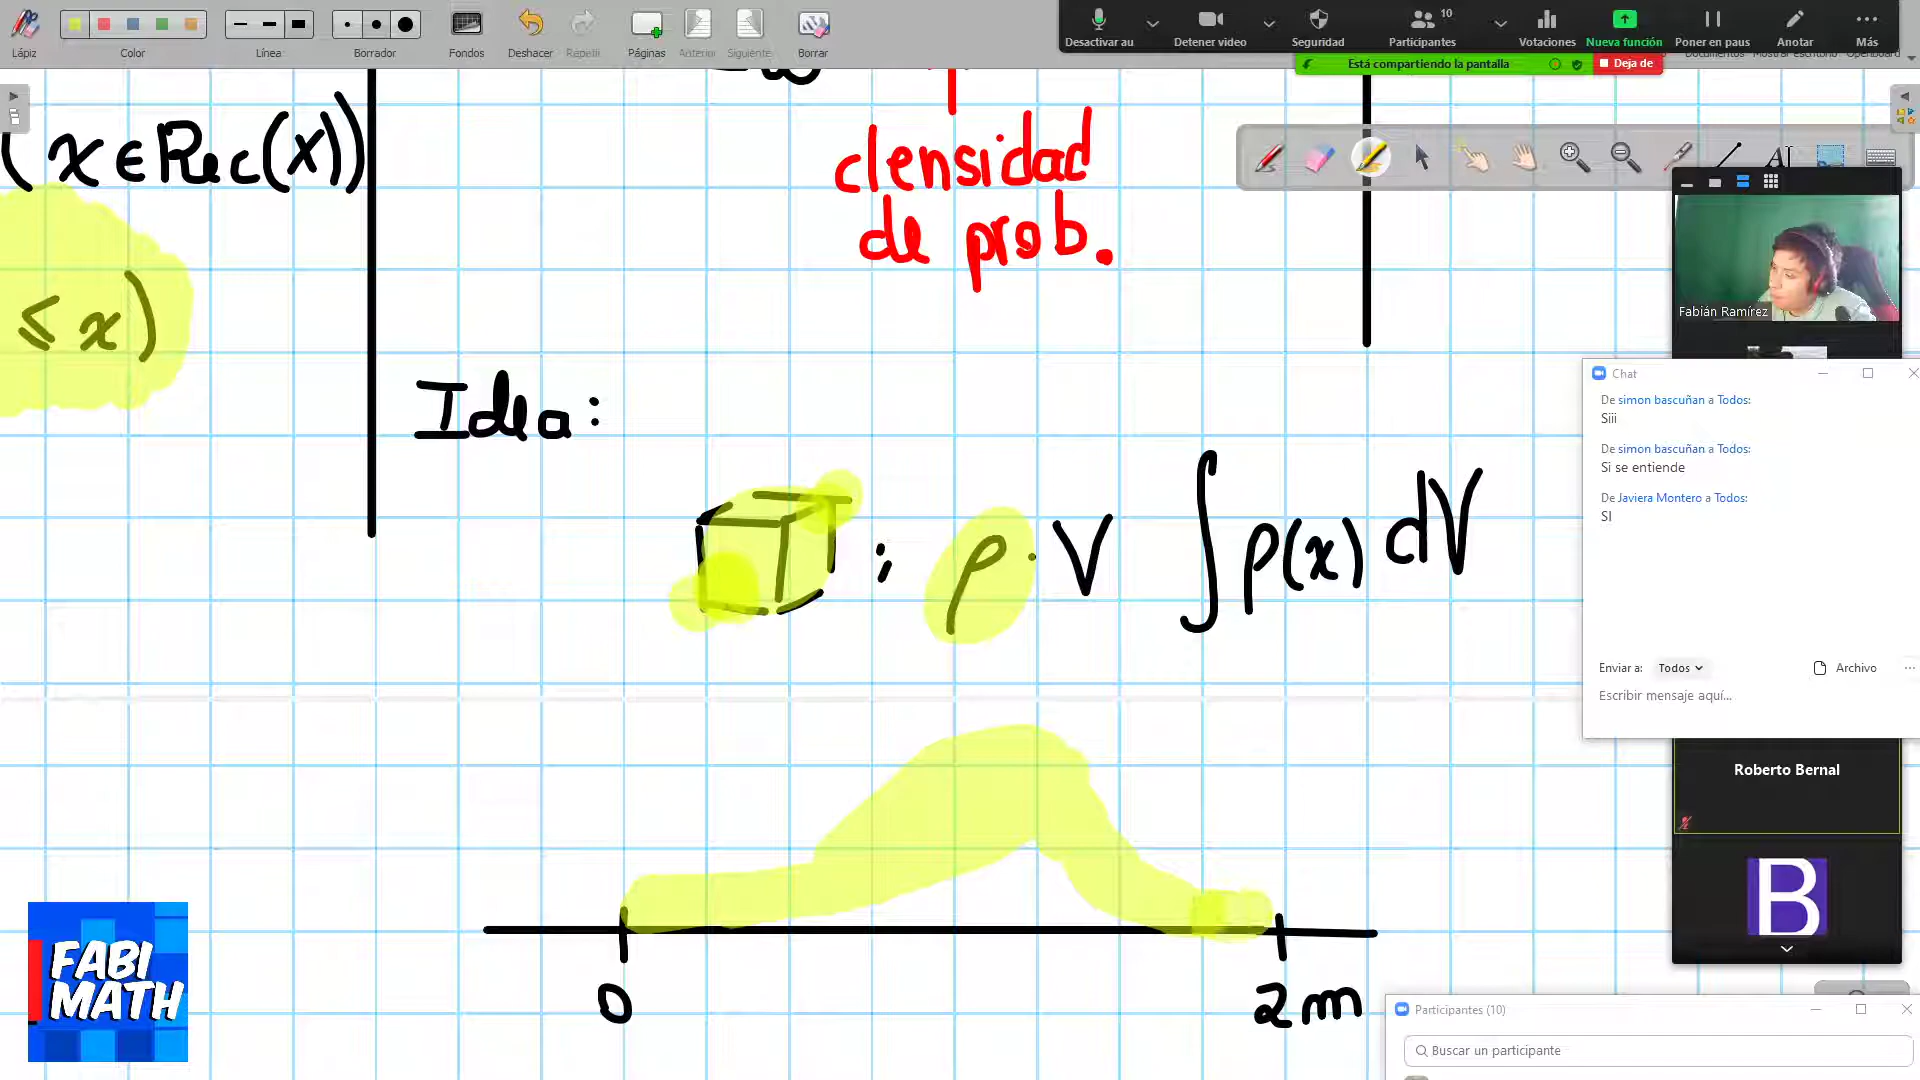 Lápiz
Color
Línea
Borrador
Fondos
Deshacer
Repetir
Páginas
Anterior
Siguiente
Borrar
Desactivar au
Detener video
Seguridad
Participantes
10
Votaciones
Nueva función
Poner en paus
Anotar
Más
Está compartiendo la pantalla
Deja de
(x∈Rec(X))
≤ x)
densidad
de prob.
Idea:
; ρ · V ∫ρ(x) dV
0
2m
FABI
MATH
Fabián Ramírez
Chat
De simon bascuñan a Todos:
Siii
De simon bascuñan a Todos:
Si se entiende
De Javiera Montero a Todos:
SI
Enviar a: Todos
Archivo
Escribir mensaje aquí...
Roberto Bernal
B
Participantes (10)
Buscar un participante